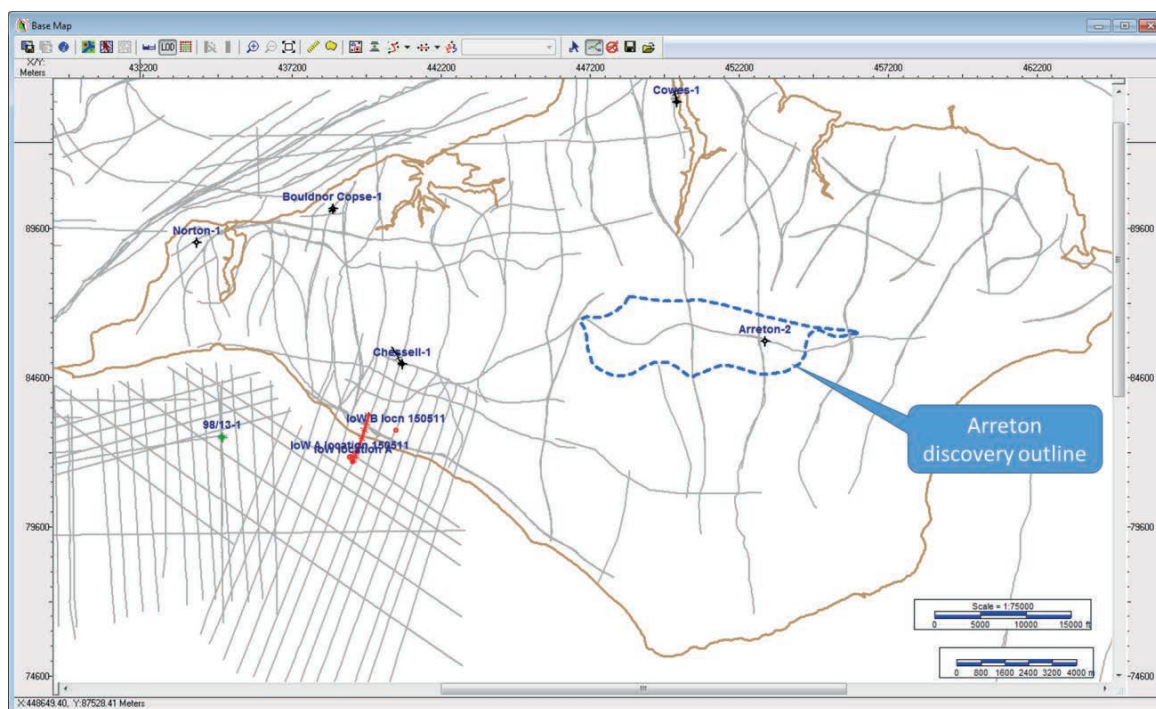 Base Map
LOD
X/Y:
Meters
432200
437200
442200
447200
452200
457200
462200
Cowes-1
Bouldnor Copse-1
89600
Norton-1
89600
Arreton-2
Chessell-1
84600
84600
IoW B locn 150511
98/13-1
IoW A location 150511
IoW location A
Arreton
discovery outline
79600
79600
Scale = 1:75000
0 5000 10000 15000 ft
0 800 1600 2400 3200 4000 m
74600
74600
X:448649.40, Y:87528.41 Meters